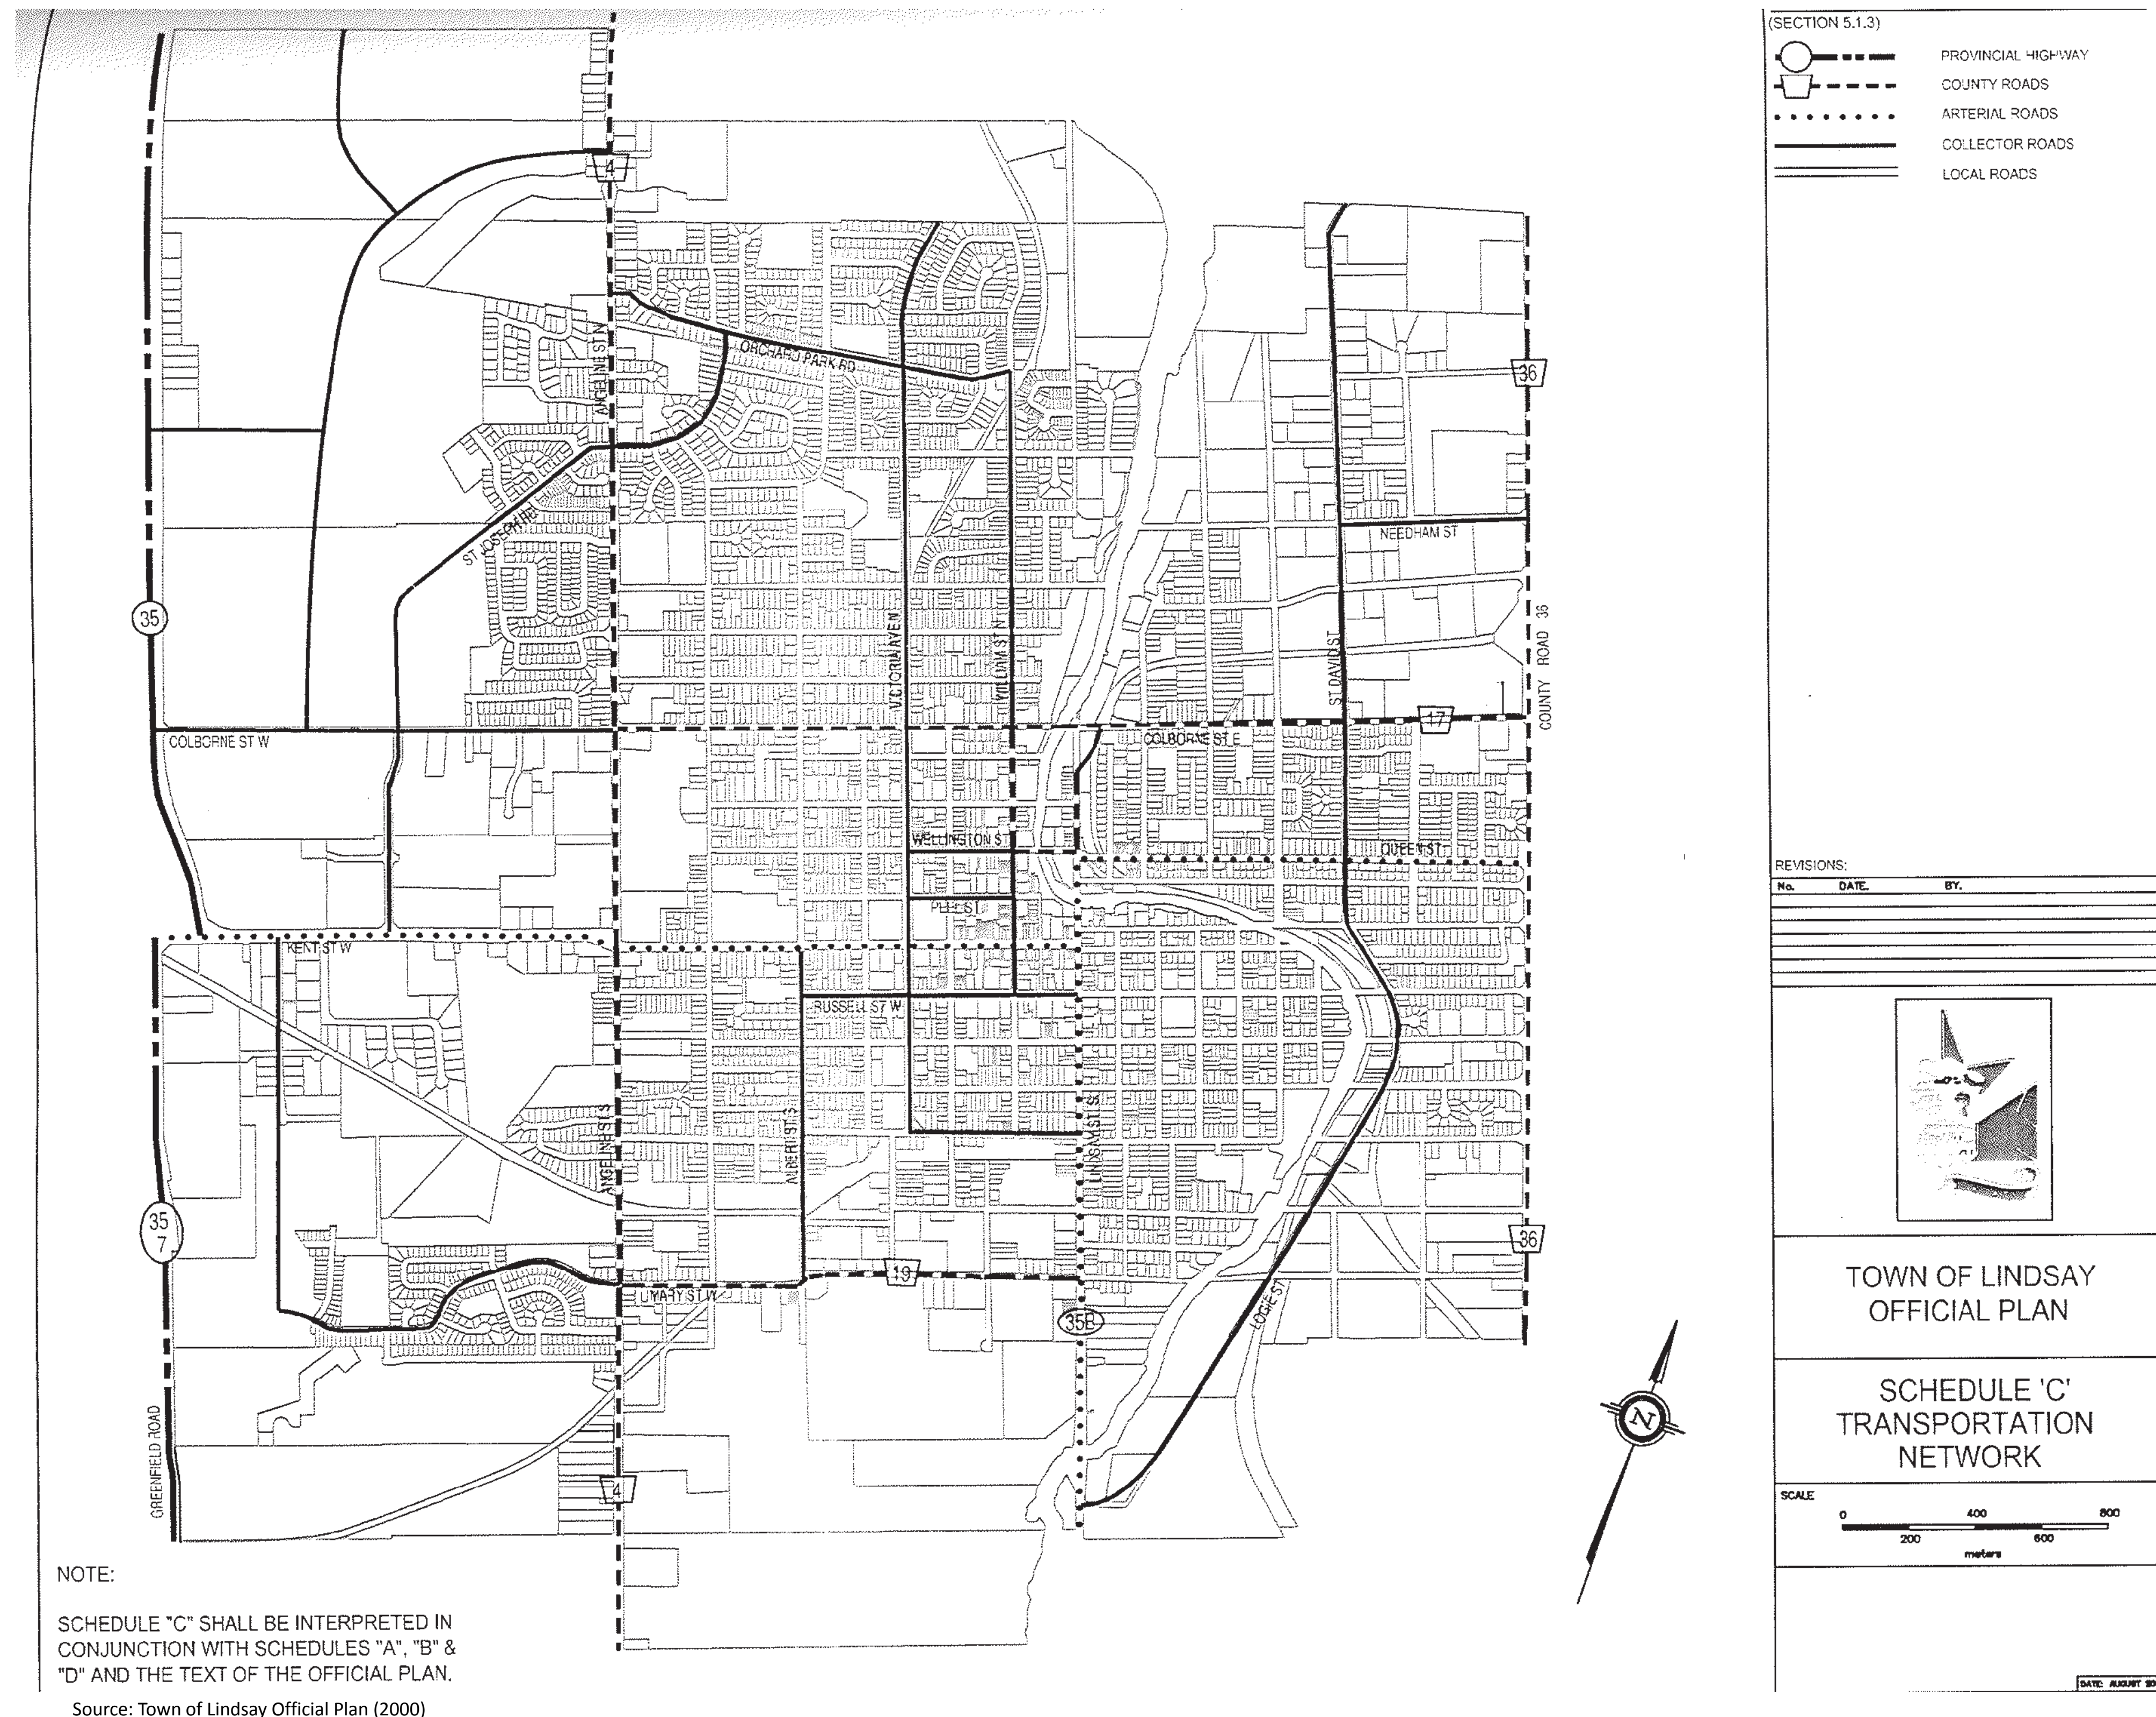 (SECTION 5.1.3)
PROVINCIAL HIGHWAY
COUNTY ROADS
ARTERIAL ROADS
COLLECTOR ROADS
LOCAL ROADS
4
ANGELINE ST N
ORCHARD PARK RD
36
ST JOSEPH RD
NEEDHAM ST
35
VICTORIA AVE N
WILLIAM ST N
ST DAVID ST
COUNTY ROAD 36
17
COLBORNE ST W
COLBORNE ST E
WELLINGTON ST
QUEEN ST
PEEL ST
KENT ST W
RUSSELL ST W
ANGELINE ST S
ALBERT ST S
LINDSAY ST S
35
7
36
19
MARY ST W
35B
LOGIE ST
GREENFIELD ROAD
4
N
REVISIONS:
No. DATE. BY.
TOWN OF LINDSAY
OFFICIAL PLAN
SCHEDULE 'C'
TRANSPORTATION
NETWORK
SCALE
0 400 800
200 600
meters
DATE: AUGUST
NOTE:
SCHEDULE "C" SHALL BE INTERPRETED IN
CONJUNCTION WITH SCHEDULES "A", "B" &
"D" AND THE TEXT OF THE OFFICIAL PLAN.
Source: Town of Lindsay Official Plan (2000)